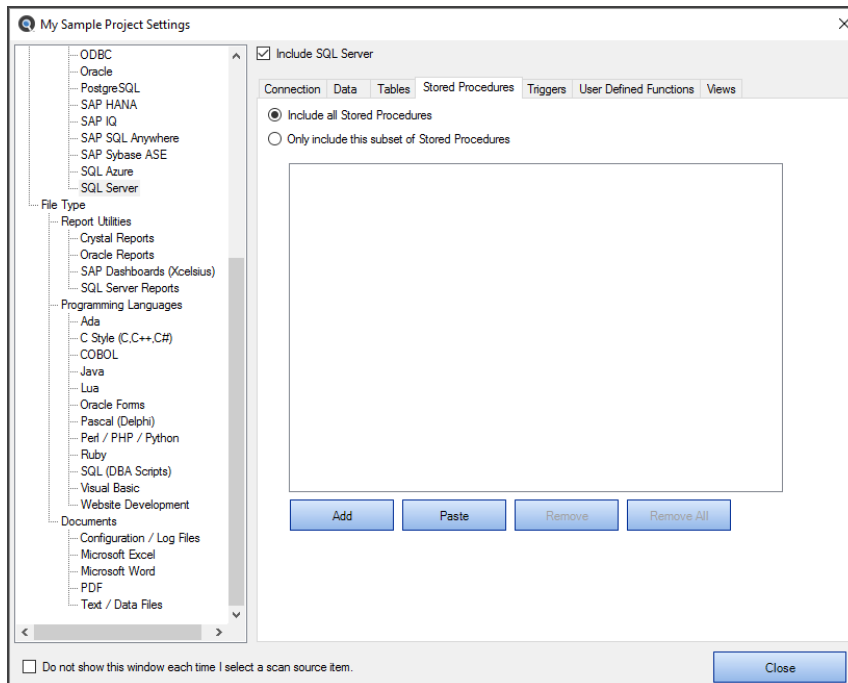 My Sample Project Settings
ODBC
Oracle
PostgreSQL
SAP HANA
SAP IQ
SAP SQL Anywhere
SAP Sybase ASE
SQL Azure
SQL Server
File Type
Report Utilities
Crystal Reports
Oracle Reports
SAP Dashboards (Xcelsius)
SQL Server Reports
Programming Languages
Ada
C Style (C,C++,C#)
COBOL
Java
Lua
Oracle Forms
Pascal (Delphi)
Perl / PHP / Python
Ruby
SQL (DBA Scripts)
Visual Basic
Website Development
Documents
Configuration / Log Files
Microsoft Excel
Microsoft Word
PDF
Text / Data Files
Include SQL Server
Connection Data Tables Stored Procedures Triggers User Defined Functions Views
Include all Stored Procedures
Only include this subset of Stored Procedures
Add Paste Remove Remove All
Do not show this window each time I select a scan source item.
Close